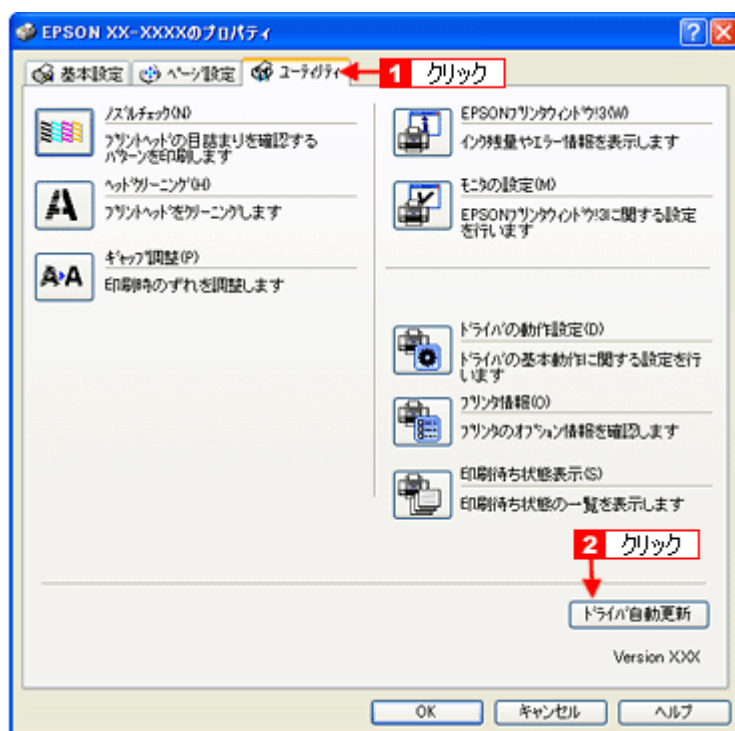 EPSON XX-XXXXのプロパティ
基本設定 ページ設定 ユーティリティ 1 クリック
ノズルチェック(N)
プリントヘッドの目詰まりを確認する
パターンを印刷します
ヘッドクリーニング(H)
プリントヘッドをクリーニングします
ギャップ調整(P)
印刷時のずれを調整します
EPSONプリンタウィンドウ!3(W)
インク残量やエラー情報を表示します
モニタの設定(M)
EPSONプリンタウィンドウ!3に関する設定
を行います
ドライバの動作設定(D)
ドライバの基本動作に関する設定を行
います
プリンタ情報(O)
プリンタのオプション情報を確認します
印刷待ち状態表示(S)
印刷待ち状態の一覧を表示します
2 クリック
ドライバ自動更新
Version XXX
OK キャンセル ヘルプ